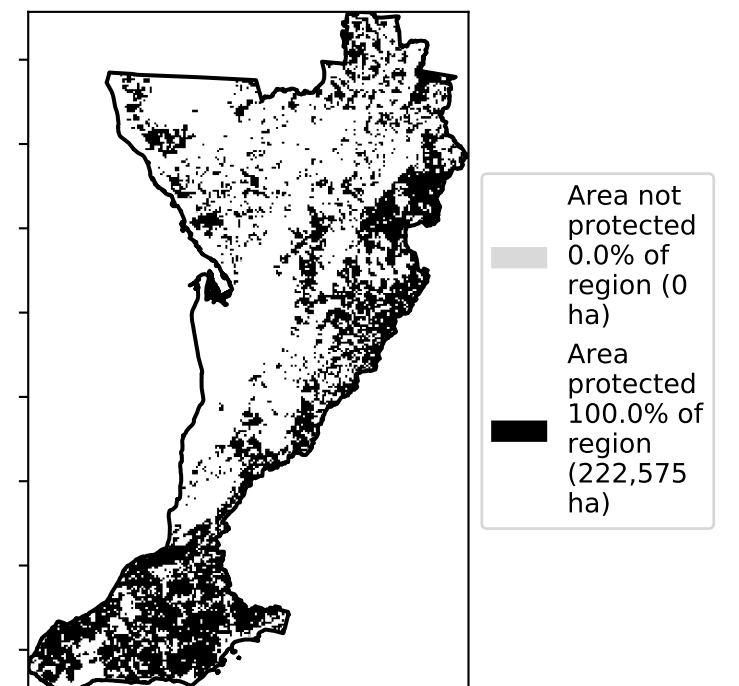 Area not
protected
0.0% of
region (0
ha)
Area
protected
100.0% of
region
(222,575
ha)